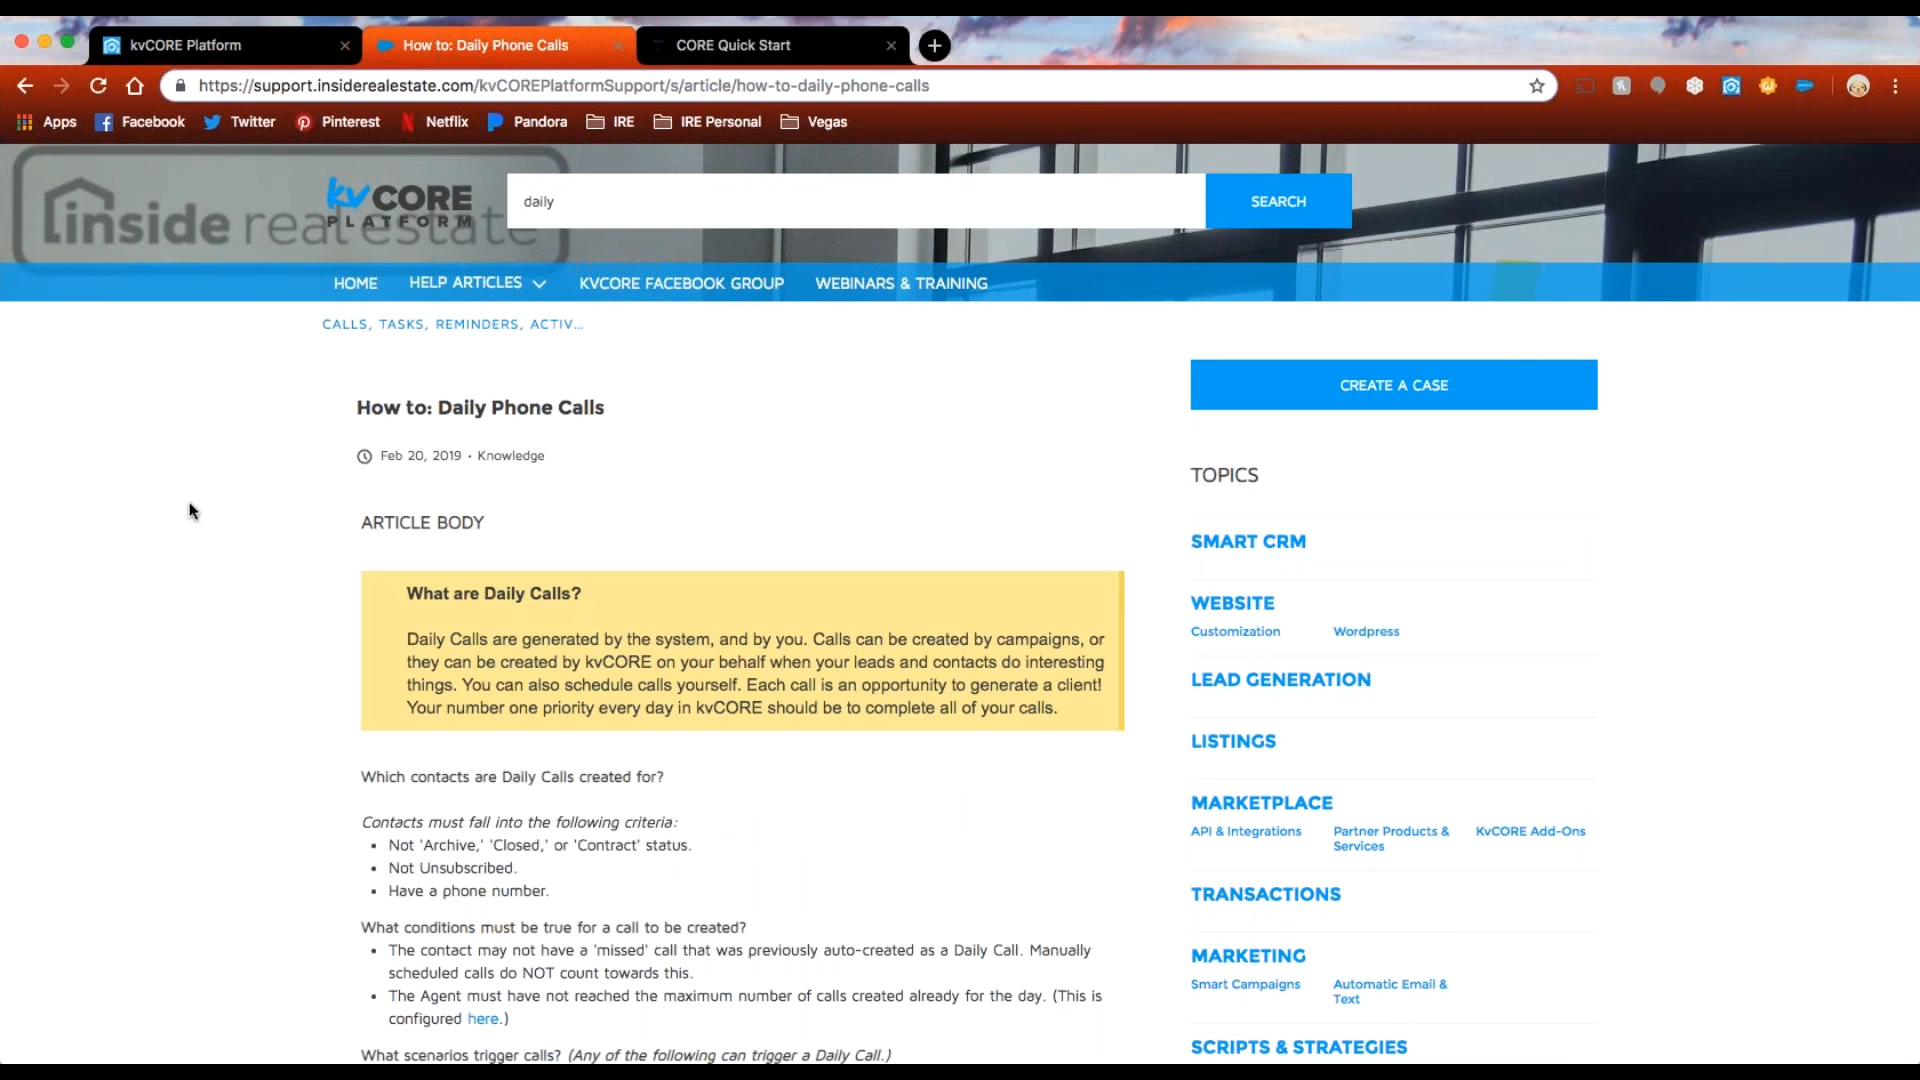 kvCORE Platform
How to: Daily Phone Calls
CORE Quick Start
https://support.insiderealestate.com/kvCOREPlatformSupport/s/article/how-to-daily-phone-calls
Apps
Facebook
Twitter
Pinterest
Netflix
Pandora
IRE
IRE Personal
Vegas
inside real estate
kvCORE
PLATFORM
daily
SEARCH
HOME
HELP ARTICLES
KVCORE FACEBOOK GROUP
WEBINARS & TRAINING
CALLS, TASKS, REMINDERS, ACTIV...
CREATE A CASE
How to: Daily Phone Calls
Feb 20, 2019 • Knowledge
ARTICLE BODY
What are Daily Calls?
Daily Calls are generated by the system, and by you. Calls can be created by campaigns, or
they can be created by kvCORE on your behalf when your leads and contacts do interesting
things. You can also schedule calls yourself. Each call is an opportunity to generate a client!
Your number one priority every day in kvCORE should be to complete all of your calls.
Which contacts are Daily Calls created for?
Contacts must fall into the following criteria:
• Not 'Archive,' 'Closed,' or 'Contract' status.
• Not Unsubscribed.
• Have a phone number.
What conditions must be true for a call to be created?
• The contact may not have a 'missed' call that was previously auto-created as a Daily Call. Manually
scheduled calls do NOT count towards this.
• The Agent must have not reached the maximum number of calls created already for the day. (This is
configured here.)
What scenarios trigger calls? (Any of the following can trigger a Daily Call.)
TOPICS
SMART CRM
WEBSITE
Customization
Wordpress
LEAD GENERATION
LISTINGS
MARKETPLACE
API & Integrations
Partner Products &
Services
KvCORE Add-Ons
TRANSACTIONS
MARKETING
Smart Campaigns
Automatic Email &
Text
SCRIPTS & STRATEGIES